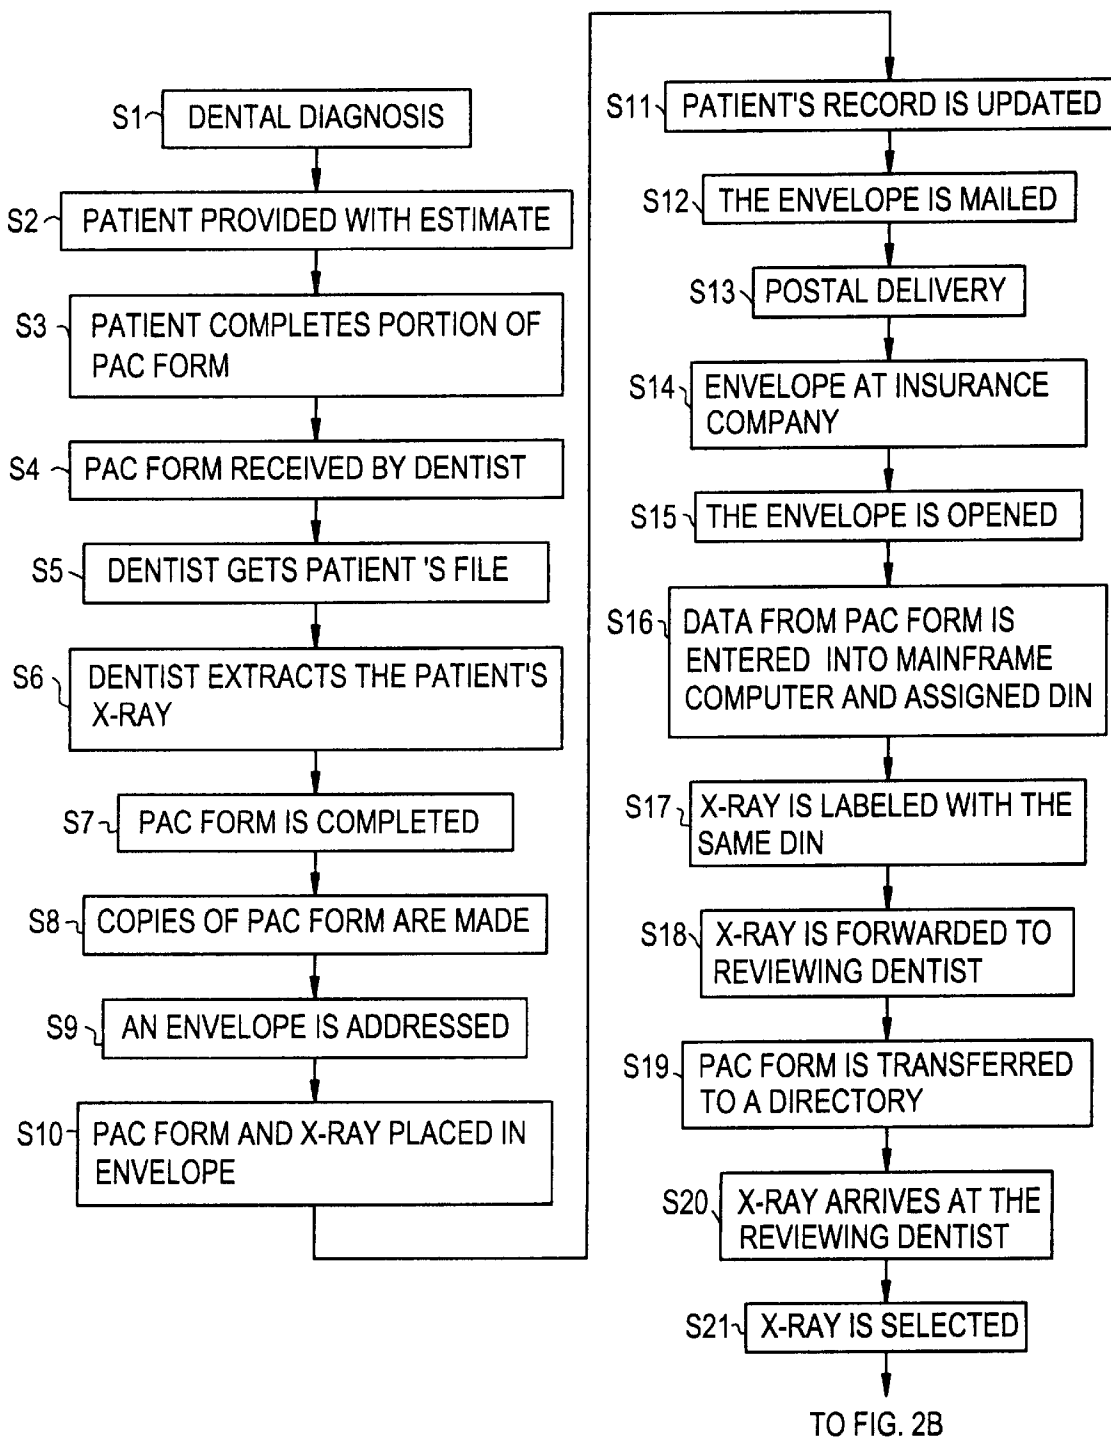 S1 DENTAL DIAGNOSIS
S2 PATIENT PROVIDED WITH ESTIMATE
S3 PATIENT COMPLETES PORTION OF
PAC FORM
S4 PAC FORM RECEIVED BY DENTIST
S5 DENTIST GETS PATIENT 'S FILE
S6 DENTIST EXTRACTS THE PATIENT'S
X-RAY
S7 PAC FORM IS COMPLETED
S8 COPIES OF PAC FORM ARE MADE
S9 AN ENVELOPE IS ADDRESSED
S10 PAC FORM AND X-RAY PLACED IN
ENVELOPE
S11 PATIENT'S RECORD IS UPDATED
S12 THE ENVELOPE IS MAILED
S13 POSTAL DELIVERY
S14 ENVELOPE AT INSURANCE
COMPANY
S15 THE ENVELOPE IS OPENED
S16 DATA FROM PAC FORM IS
ENTERED INTO MAINFRAME
COMPUTER AND ASSIGNED DIN
S17 X-RAY IS LABELED WITH THE
SAME DIN
S18 X-RAY IS FORWARDED TO
REVIEWING DENTIST
S19 PAC FORM IS TRANSFERRED
TO A DIRECTORY
S20 X-RAY ARRIVES AT THE
REVIEWING DENTIST
S21 X-RAY IS SELECTED
TO FIG. 2B